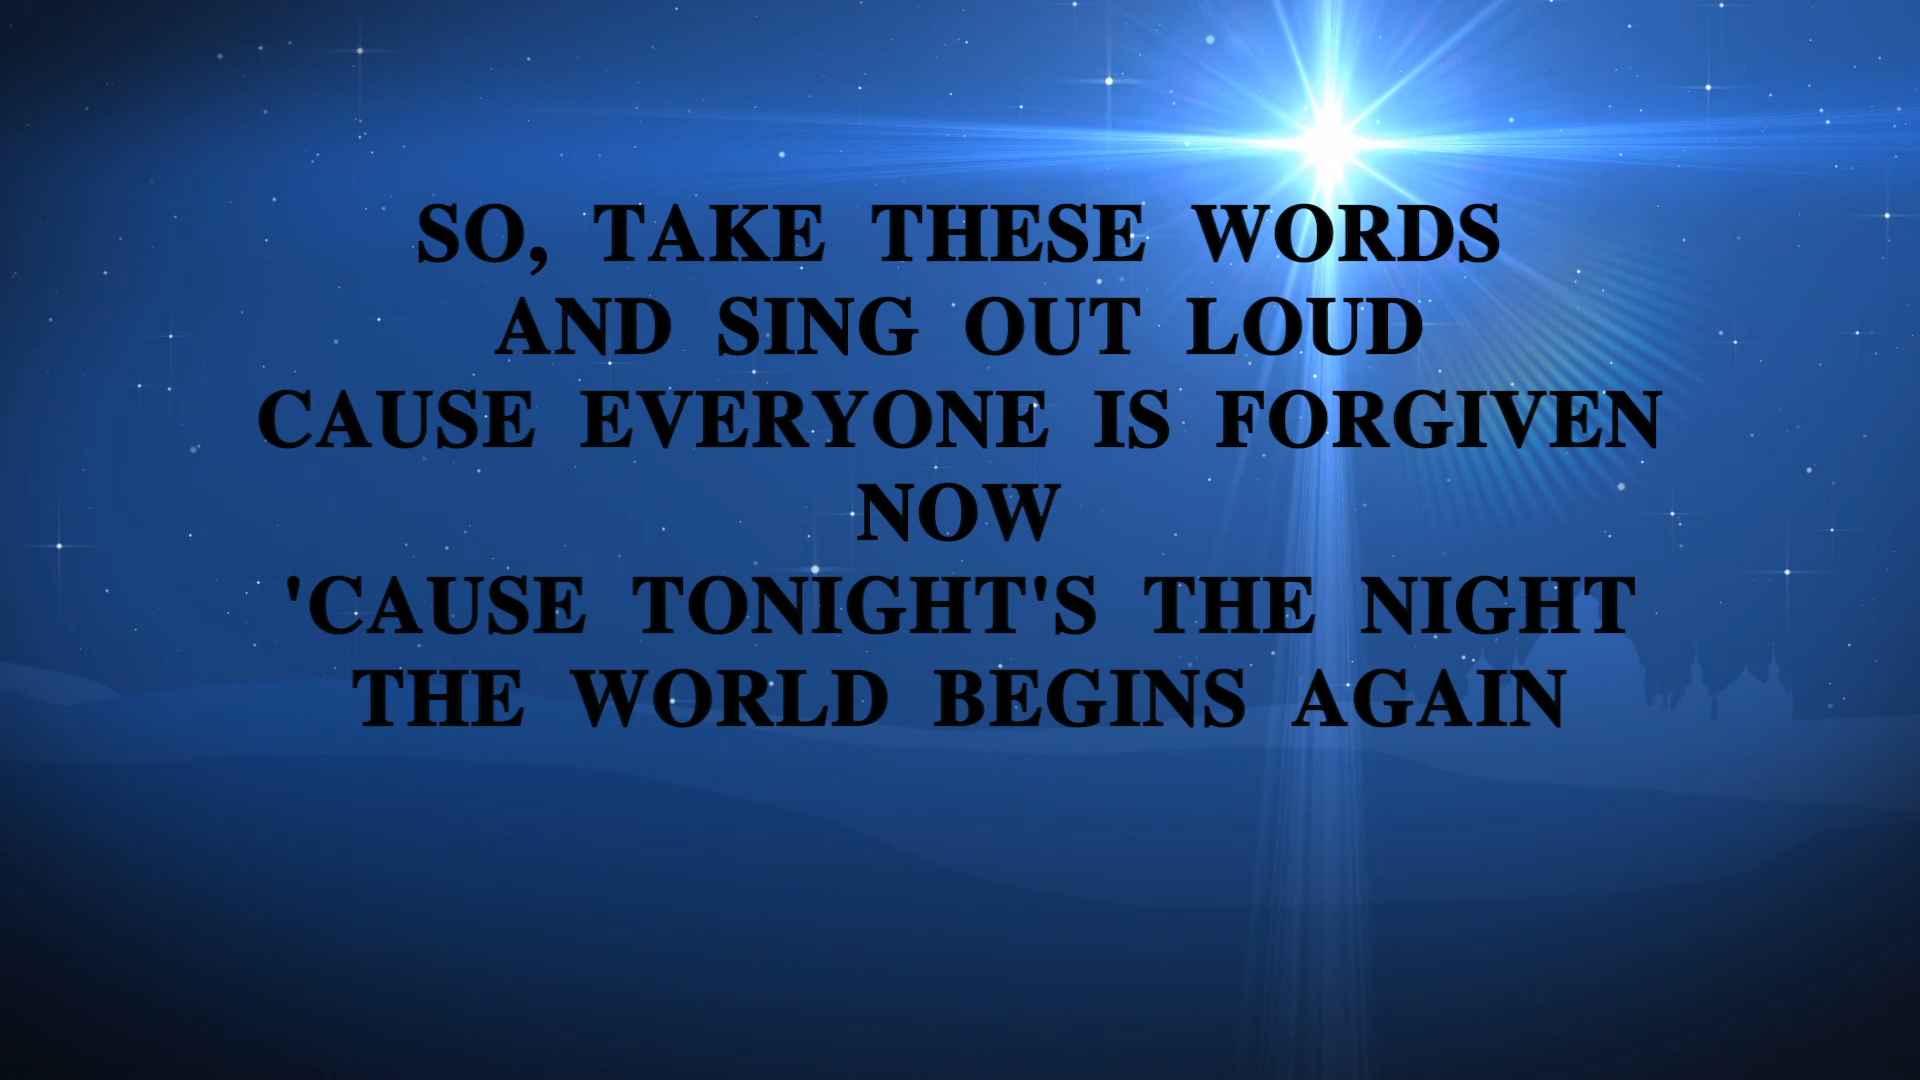 SO, TAKE THESE WORDS
AND SING OUT LOUD
CAUSE EVERYONE IS FORGIVEN
NOW
'CAUSE TONIGHT'S THE NIGHT
THE WORLD BEGINS AGAIN